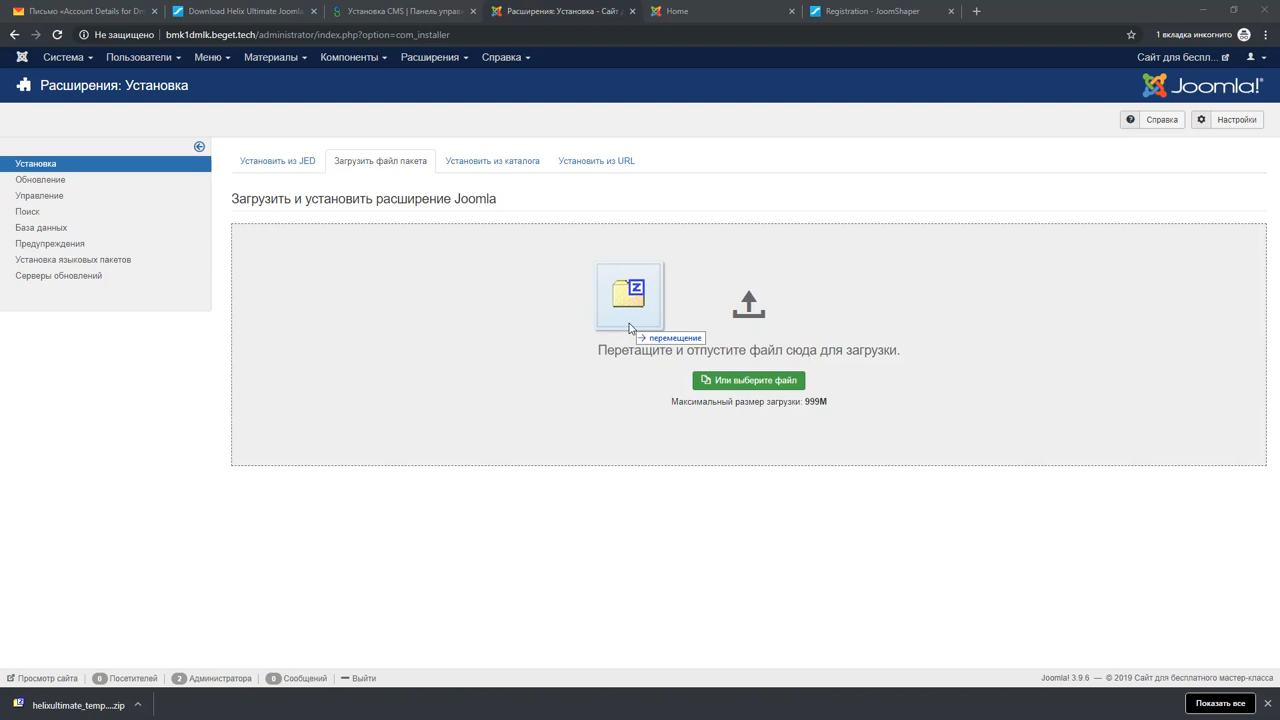 Письмо «Account Details for Dm
Download Helix Ultimate Joomla
Установка CMS | Панель управ
Расширения: Установка - Сайт д
Home
Registration - JoomShaper
Не защищено
bmk1dmlk.beget.tech/administrator/index.php?option=com_installer
1 вкладка инкогнито
Система
Пользователи
Меню
Материалы
Компоненты
Расширения
Справка
Сайт для беспл...
Расширения: Установка
Joomla!®
Справка
Настройки
Установка
Обновление
Управление
Поиск
База данных
Предупреждения
Установка языковых пакетов
Серверы обновлений
Установить из JED
Загрузить файл пакета
Установить из каталога
Установить из URL
Загрузить и установить расширение Joomla
Z
перемещение
Перетащите и отпустите файл сюда для загрузки.
Или выберите файл
Максимальный размер загрузки: 999M
Просмотр сайта
0 Посетителей
2 Администратора
0 Сообщений
Выйти
Joomla! 3.9.6 — © 2019 Сайт для бесплатного мастер-класса
helixultimate_temp....zip
Показать все